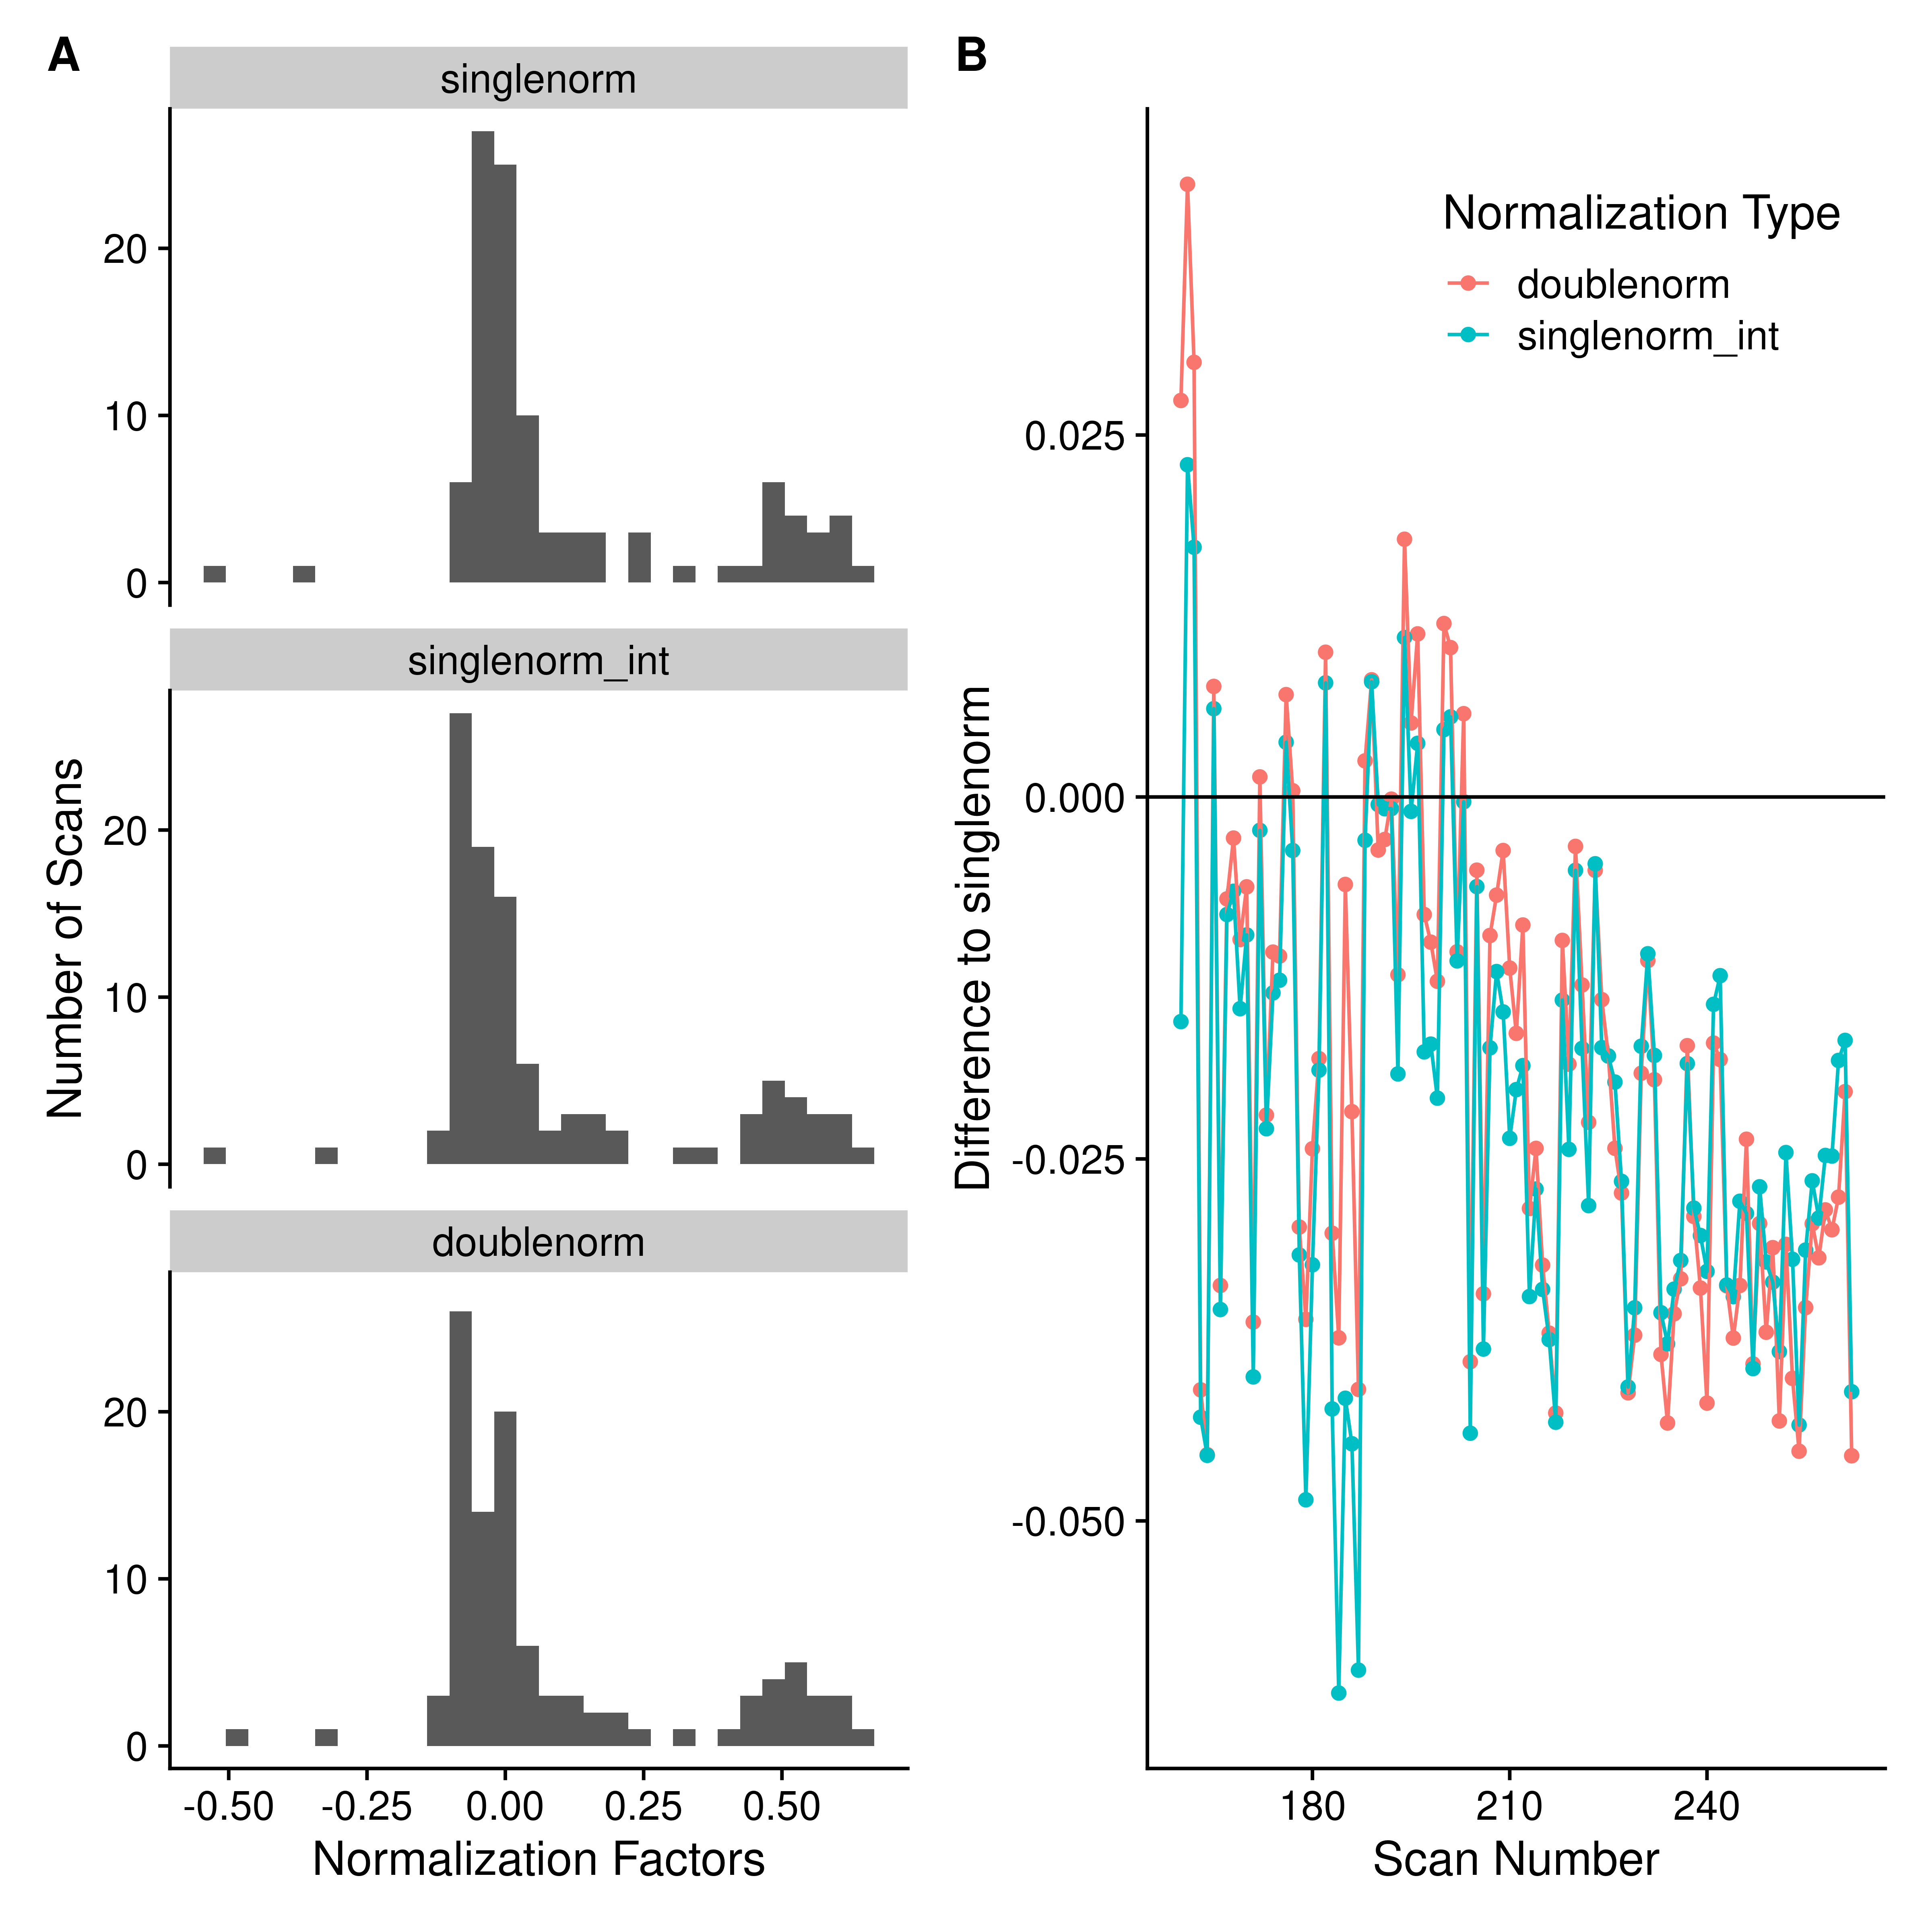 A
singlenorm
20
10
0
singlenorm_int
20
10
0
doublenorm
20
10
0
Number of Scans
-0.50 -0.25 0.00 0.25 0.50
Normalization Factors
B
Normalization Type
doublenorm
singlenorm_int
0.025
0.000
-0.025
-0.050
Difference to singlenorm
180 210 240
Scan Number